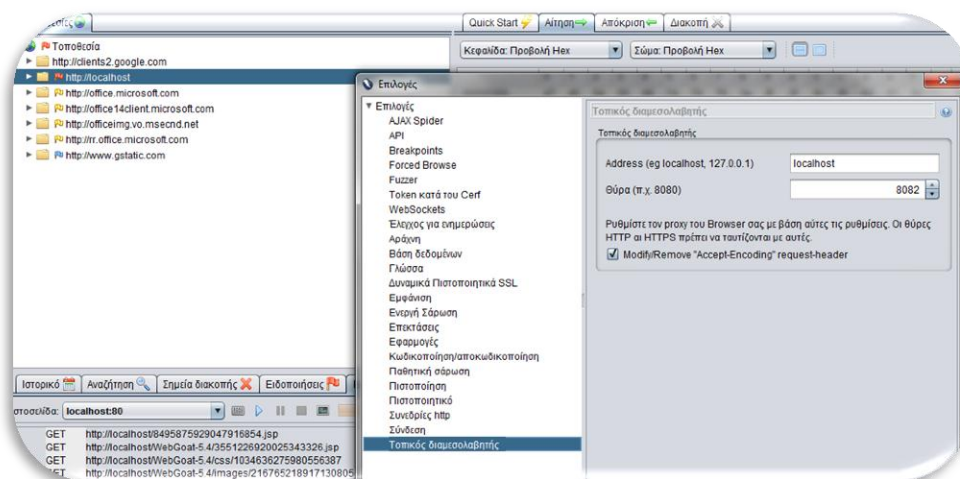 Quick Start Αίτηση Απόκριση Διακοπή
Τοποθεσία
http://clients2.google.com
http://localhost
http://office.microsoft.com
http://office14client.microsoft.com
http://officeimg.vo.msecnd.net
http://rr.office.microsoft.com
http://www.gstatic.com
Κεφαλίδα: Προβολή Hex Σώμα: Προβολή Hex
Επιλογές
Επιλογές
AJAX Spider
API
Breakpoints
Forced Browse
Fuzzer
Token κατά του Cerf
WebSockets
Έλεγχος για ενημερώσεις
Αράχνη
Βάση δεδομένων
Γλώσσα
Δυναμικά Πιστοποιητικά SSL
Εμφάνιση
Ενεργή Σάρωση
Επεκτάσεις
Εφαρμογές
Κωδικοποίηση/αποκωδικοποίηση
Παθητική σάρωση
Πιστοποίηση
Πιστοποιητικό
Συνεδρίες http
Σύνδεση
Τοπικός διαμεσολαβητής
Τοπικός διαμεσολαβητής
Τοπικός διαμεσολαβητής
Address (eg localhost, 127.0.0.1) localhost
Θύρα (π.χ. 8080) 8082
Ρυθμίστε τον proxy του Browser σας με βάση αύτες τις ρυθμίσεις. Οι θύρες
HTTP αι HTTPS πρέπει να ταυτίζονται με αυτές.
Modify/Remove "Accept-Encoding" request-header
Ιστορικό Αναζήτηση Σημεία διακοπής Ειδοποιήσεις
localhost:80
GET http://localhost/8495875929047916854.jsp
GET http://localhost/WebGoat-5.4/3551226920025343326.jsp
GET http://localhost/WebGoat-5.4/css/1034636275980556387
GET http://localhost/WebGoat-5.4/images/216765218917130805